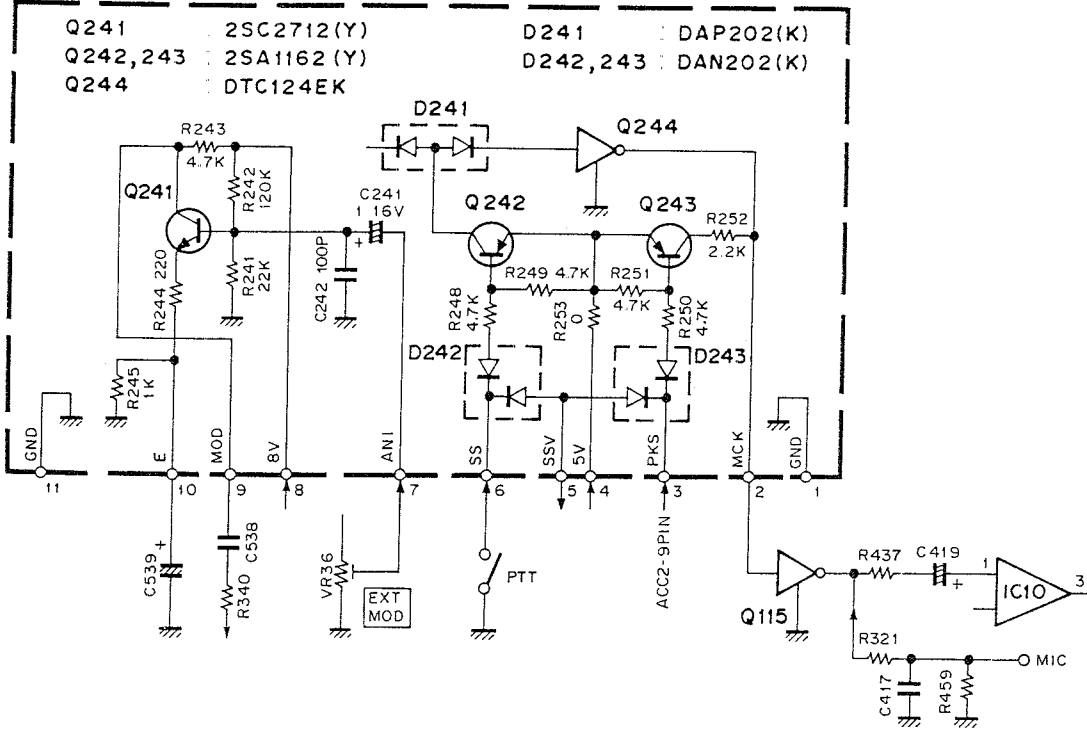 Q241 : 2SC2712(Y)
Q242,243 : 2SA1162(Y)
Q244 : DTC124EK
D241 : DAP202(K)
D242,243 : DAN202(K)
D241
Q244
R243
4.7K
Q241
R242
120K
C241
1 16V
+
Q242
Q243
R252
2.2K
R244 220
R241
22K
C242 100P
R249 4.7K
R251
4.7K
R248
4.7K
R253
0
R250
4.7K
D242
D243
R245
1K
GND
E
MOD
8V
ANI
SS
SSV
5V
PKS
MCK
GND
11
10
9
8
7
6
5
4
3
2
1
C539
+
C538
R340
VR36
EXT
MOD
PTT
ACC2-9PIN
Q115
R437
C419
+
1
IC10
3
R321
MIC
C417
R459